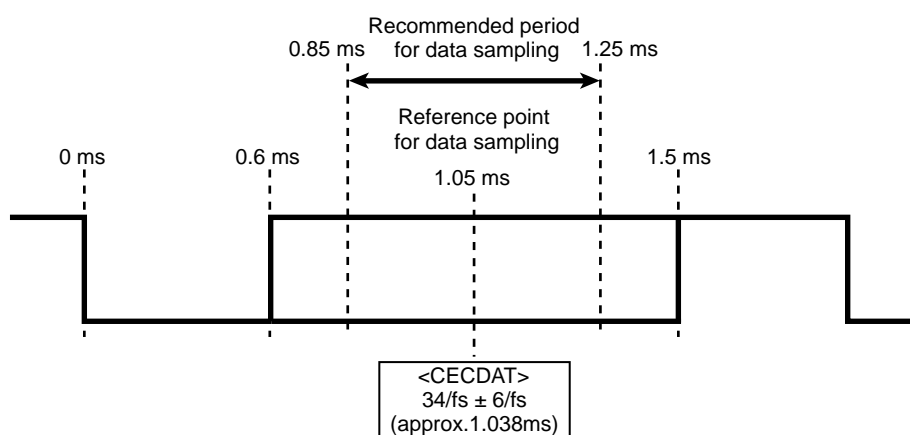 Recommended period
for data sampling
0.85 ms
1.25 ms
Reference point
for data sampling
0 ms
0.6 ms
1.05 ms
1.5 ms
<CECDAT>
34/fs ± 6/fs
(approx.1.038ms)